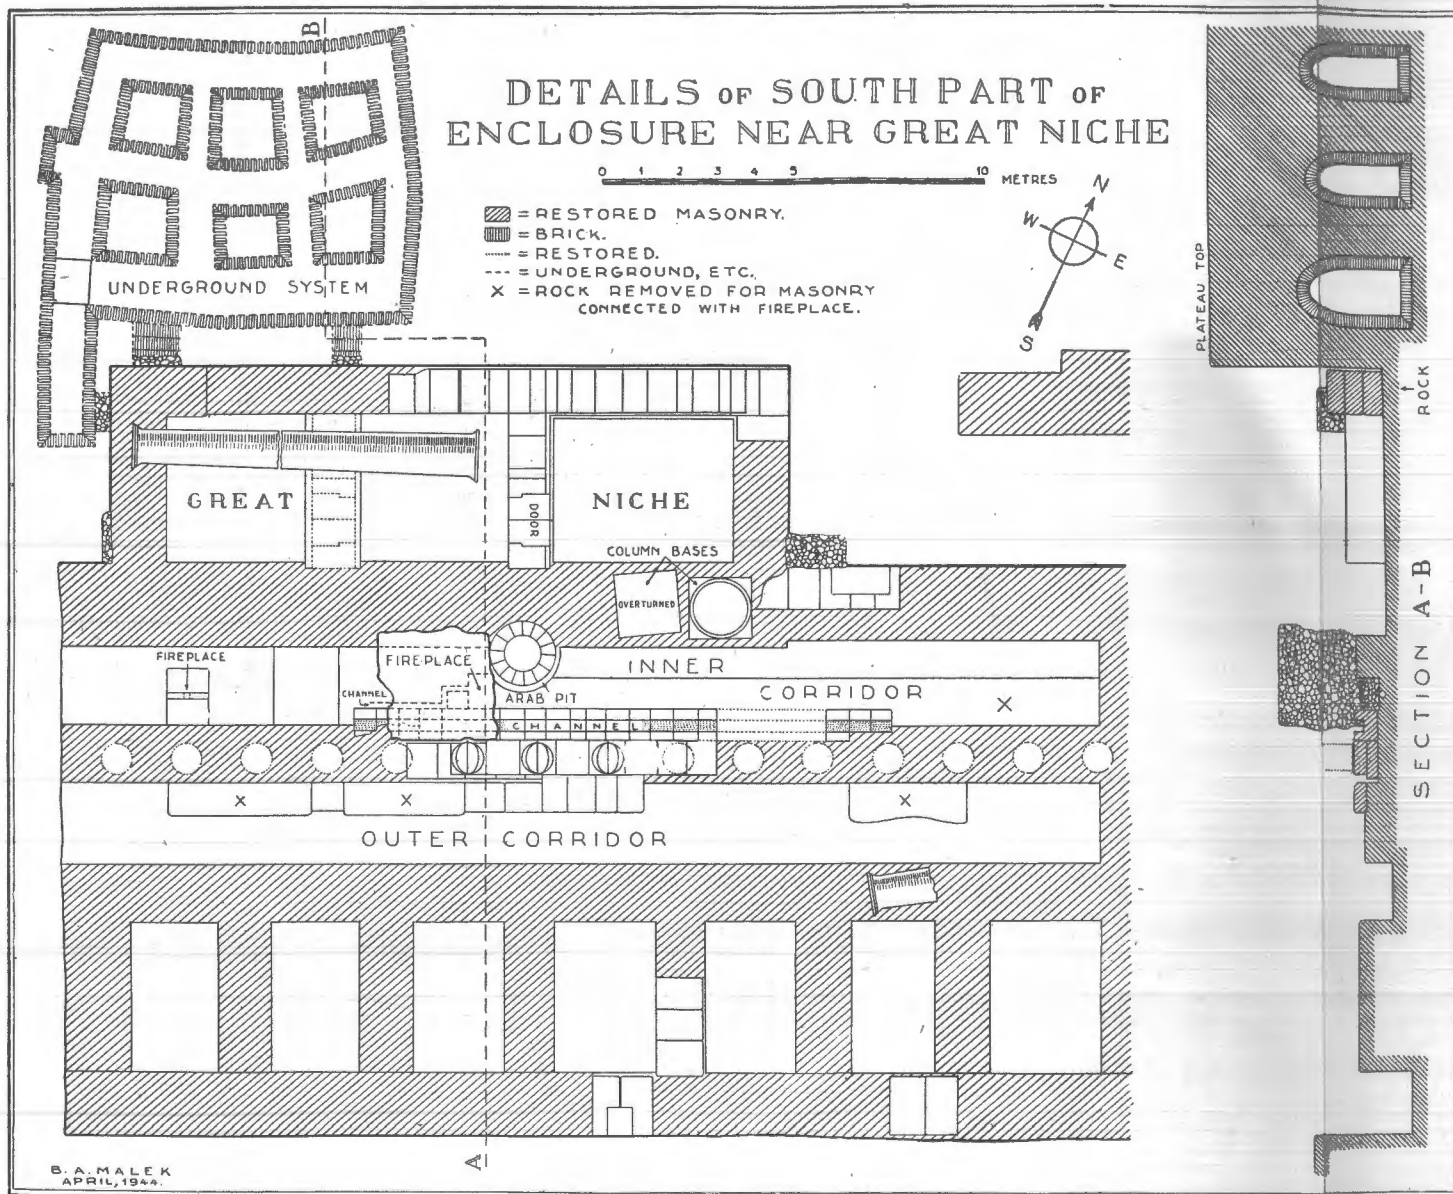 B
DETAILS OF SOUTH PART OF
ENCLOSURE NEAR GREAT NICHE
0 1 2 3 4 5 10 METRES
= RESTORED MASONRY.
= BRICK.
= RESTORED.
= UNDERGROUND, ETC.
X = ROCK REMOVED FOR MASONRY
CONNECTED WITH FIREPLACE.
N
W
E
S
UNDERGROUND SYSTEM
PLATEAU TOP
ROCK
GREAT
NICHE
DOOR
COLUMN BASES
OVERTURNED
FIREPLACE
FIREPLACE
INNER
CHANNEL
ARAB PIT
CORRIDOR
X
CHANNEL
X
X
X
OUTER CORRIDOR
SECTION A-B
A
B. A. MALEK
APRIL, 1944.